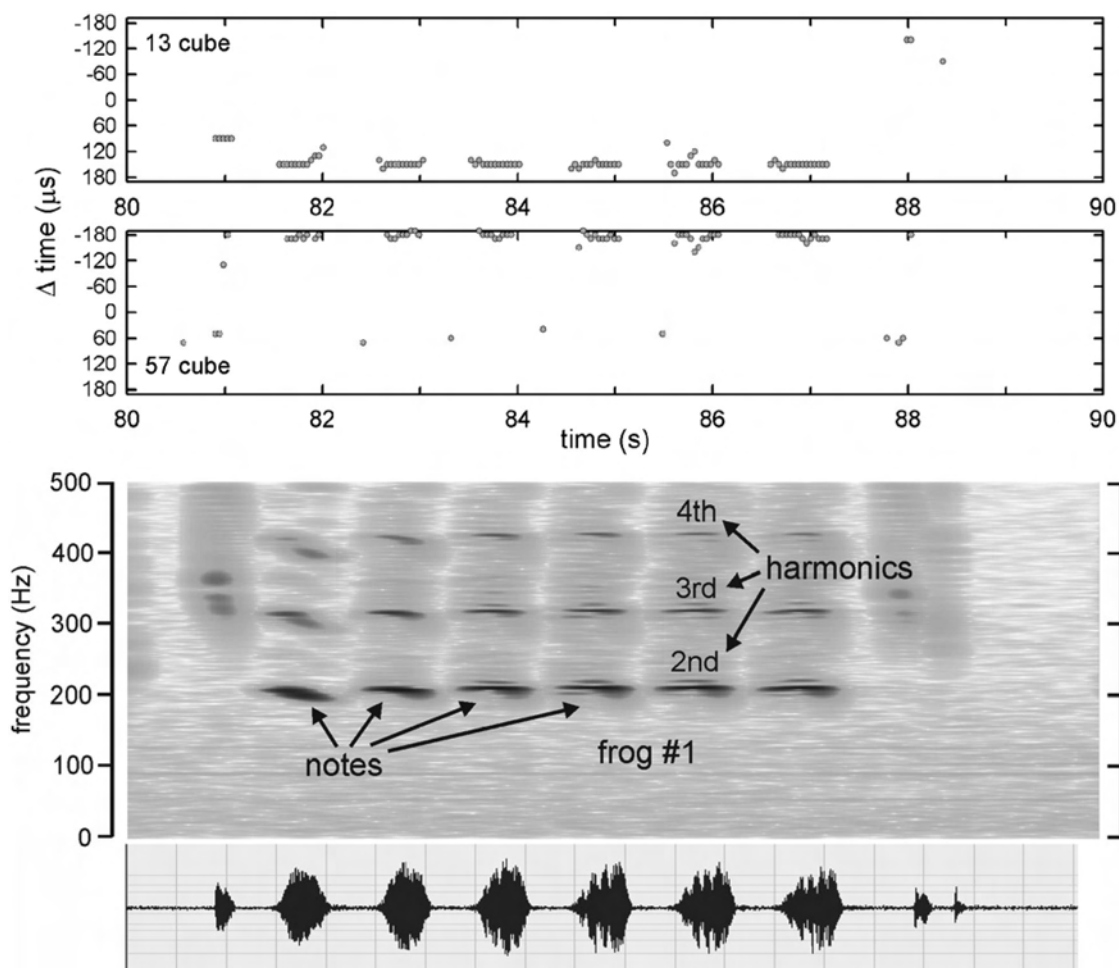 -180
-120
-60
0
60
120
180
13 cube
80 82 84 86 88 90
Δ time (μs)
-180
-120
-60
0
60
120
180
57 cube
80 82 84 86 88 90
time (s)
frequency (Hz)
500
400
300
200
100
0
4th
harmonics
3rd
2nd
notes
frog #1